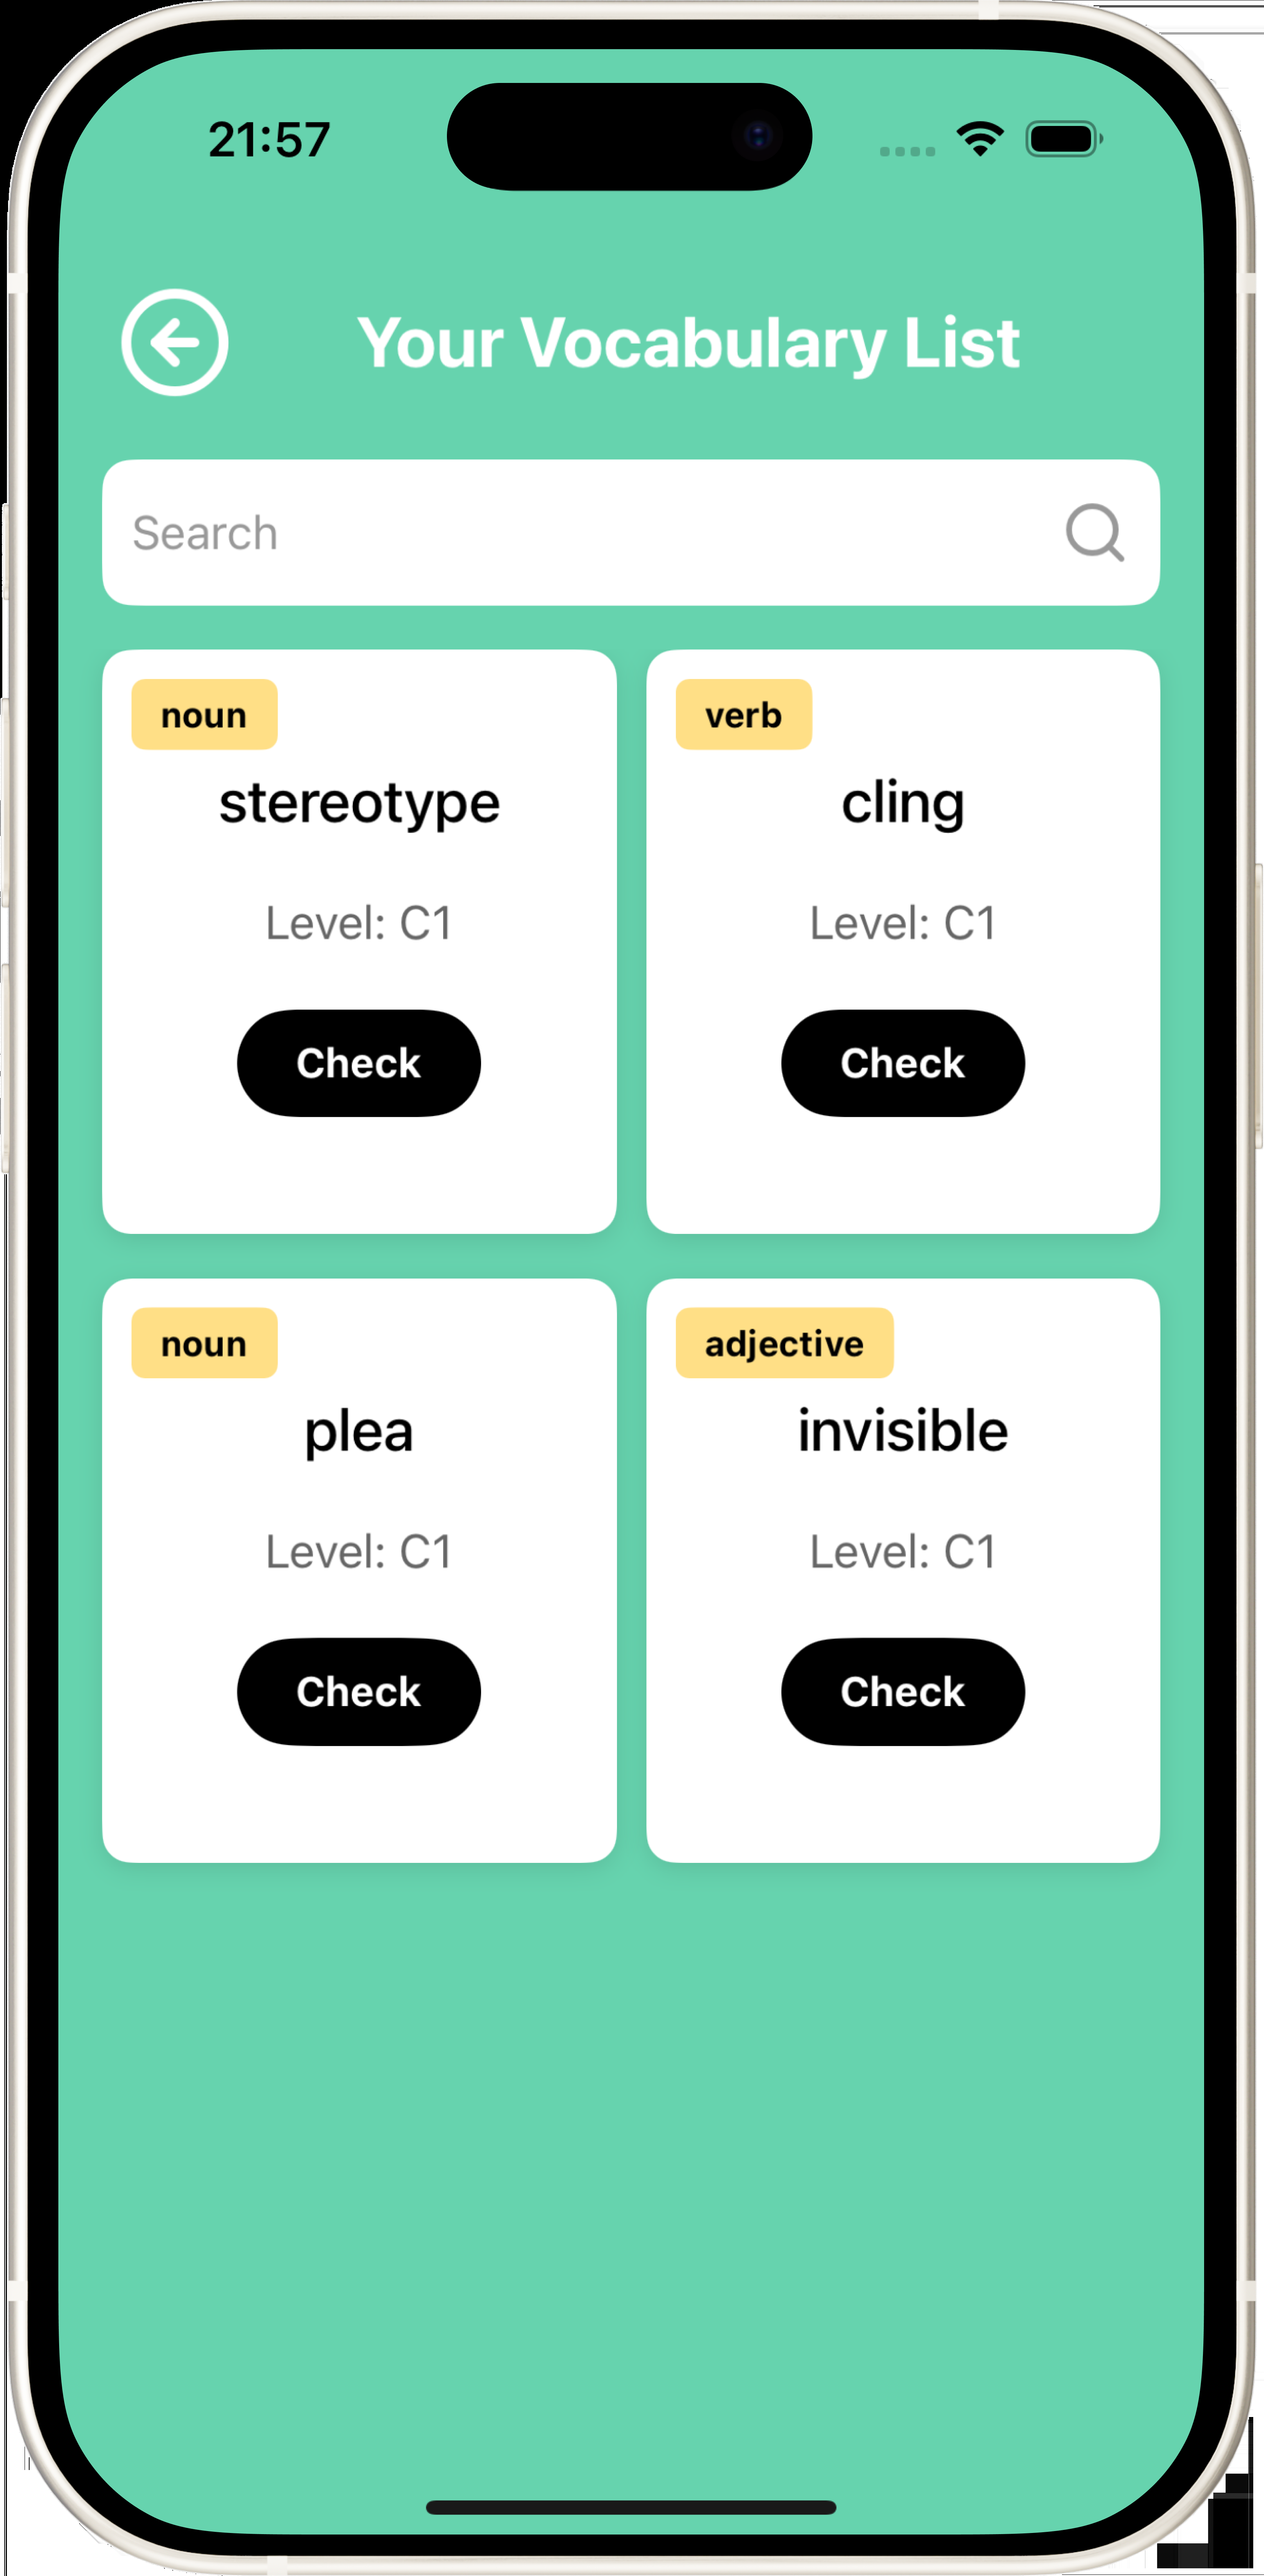 21:57
Your Vocabulary List
Search
noun
stereotype
Level: C1
Check
verb
cling
Level: C1
Check
noun
plea
Level: C1
Check
adjective
invisible
Level: C1
Check